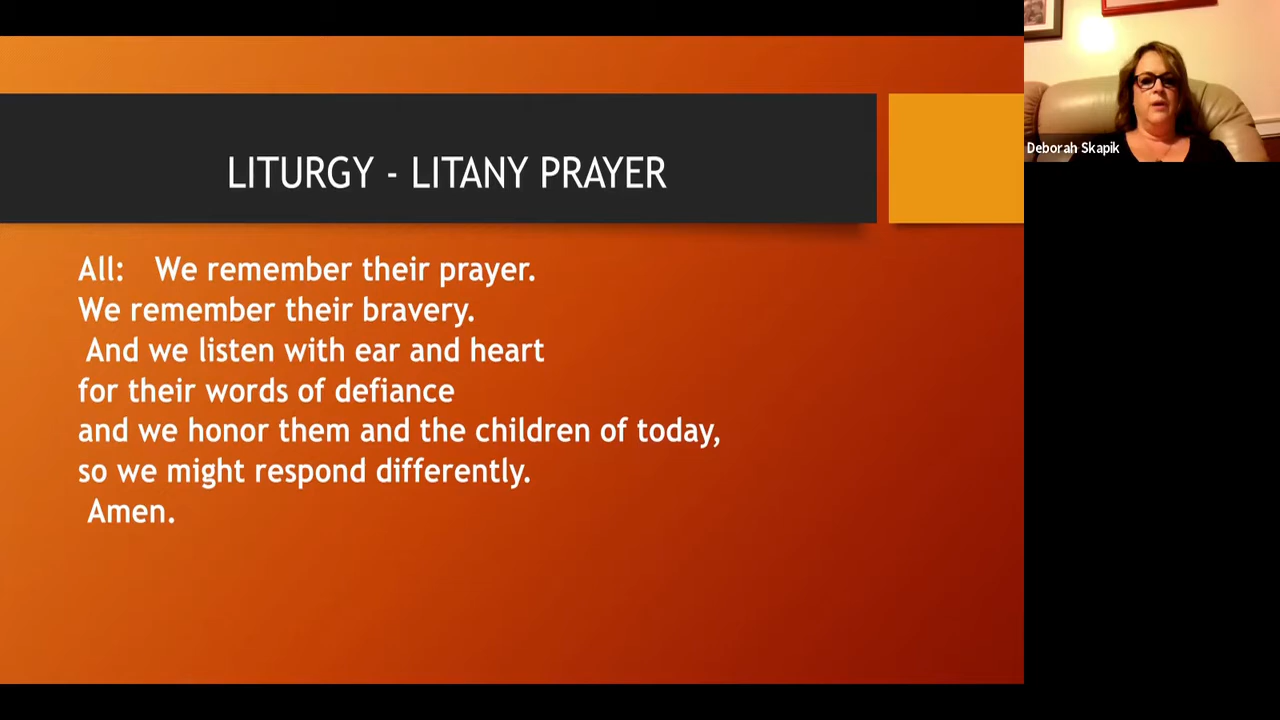 LITURGY - LITANY PRAYER
All: We remember their prayer.
We remember their bravery.
And we listen with ear and heart
for their words of defiance
and we honor them and the children of today,
so we might respond differently.
Amen.
Deborah Skapik